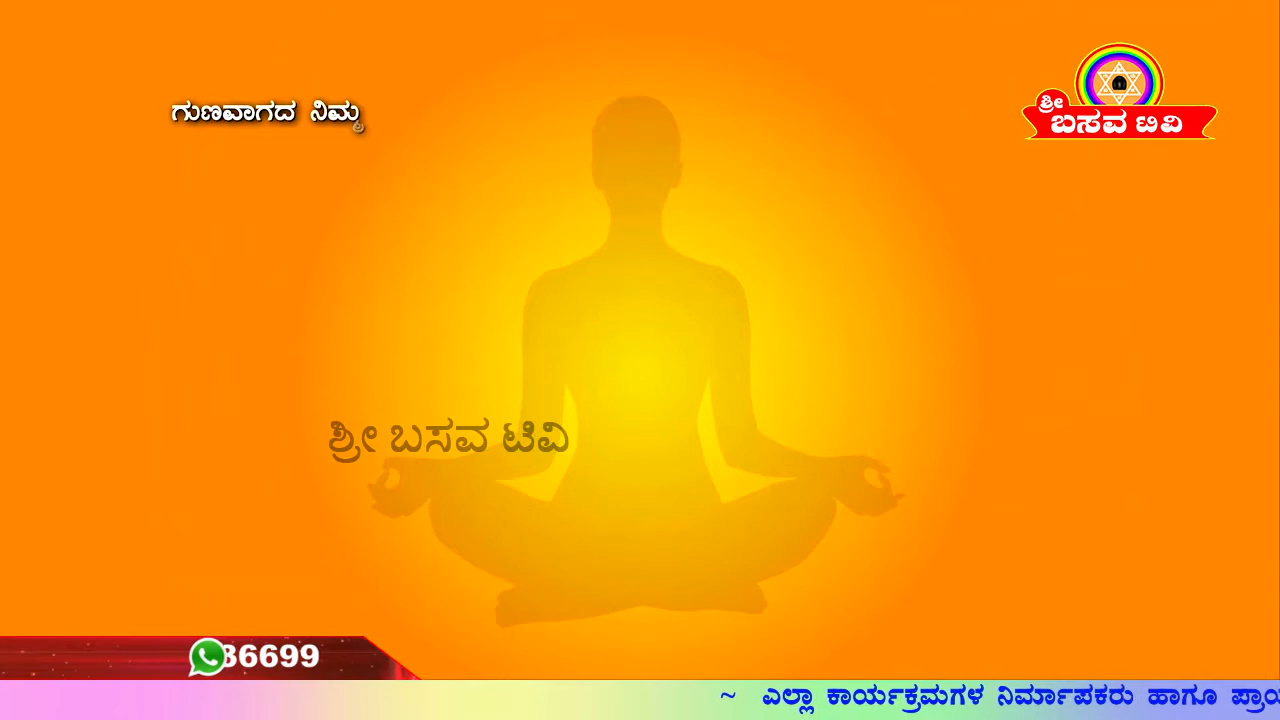 ಗುಣವಾಗದ ನಿಮ್ಮ
ಶ್ರೀ
ಬಸವ ಟಿವಿ
ಶ್ರೀ ಬಸವ ಟಿವಿ
36699
~ ಎಲ್ಲಾ ಕಾರ್ಯಕ್ರಮಗಳ ನಿರ್ಮಾಪಕರು ಹಾಗೂ